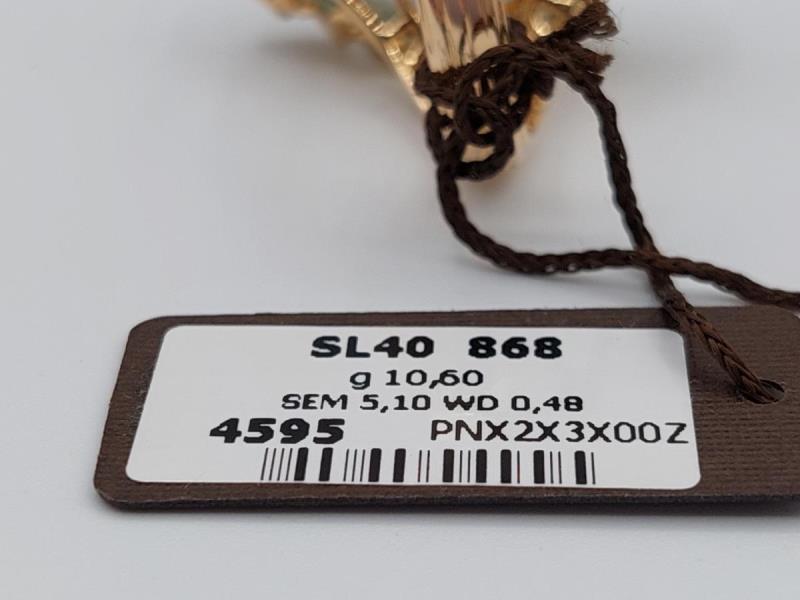 SL40 868
g 10,60
SEM 5,10 WD 0,48
4595 PNX2X3X00Z